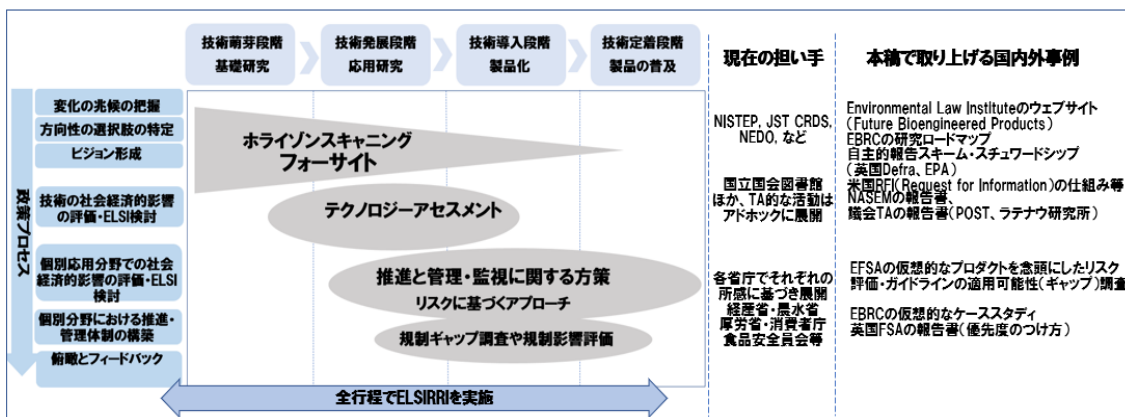 技術萌芽段階
基礎研究
技術発展段階
応用研究
技術導入段階
製品化
技術定着段階
製品の普及
現在の担い手
本稿で取り上げる国内外事例
政策プロセス
変化の兆候の把握
方向性の選択肢の特定
ビジョン形成
技術の社会経済的影響
の評価・ELSI検討
個別応用分野での社会
経済的影響の評価・ELSI
検討
個別分野における推進・
管理体制の構築
俯瞰とフィードバック
ホライゾンスキャニング
フォーサイト
テクノロジーアセスメント
推進と管理・監視に関する方策
リスクに基づくアプローチ
規制ギャップ調査や規制影響評価
全行程でELSIRRIを実施
NISTEP, JST CRDS,
NEDO, など
国立国会図書館
ほか、TA的な活動は
アドホックに展開
各省庁でそれぞれの
所感に基づき展開
経産省・農水省
厚労省・消費者庁
食品安全員会等
Environmental Law Instituteのウェブサイト
(Future Bioengineered Products)
EBRCの研究ロードマップ
自主的報告スキーム・スチュワードシップ
(英国Defra、EPA)
米国RFI(Request for Information)の仕組み等
NASEMの報告書、
議会TAの報告書(POST、ラテナウ研究所)
EFSAの仮想的なプロダクトを念頭にしたリスク
評価・ガイドラインの適用可能性(ギャップ)調査
EBRCの仮想的なケーススタディ
英国FSAの報告書(優先度のつけ方)